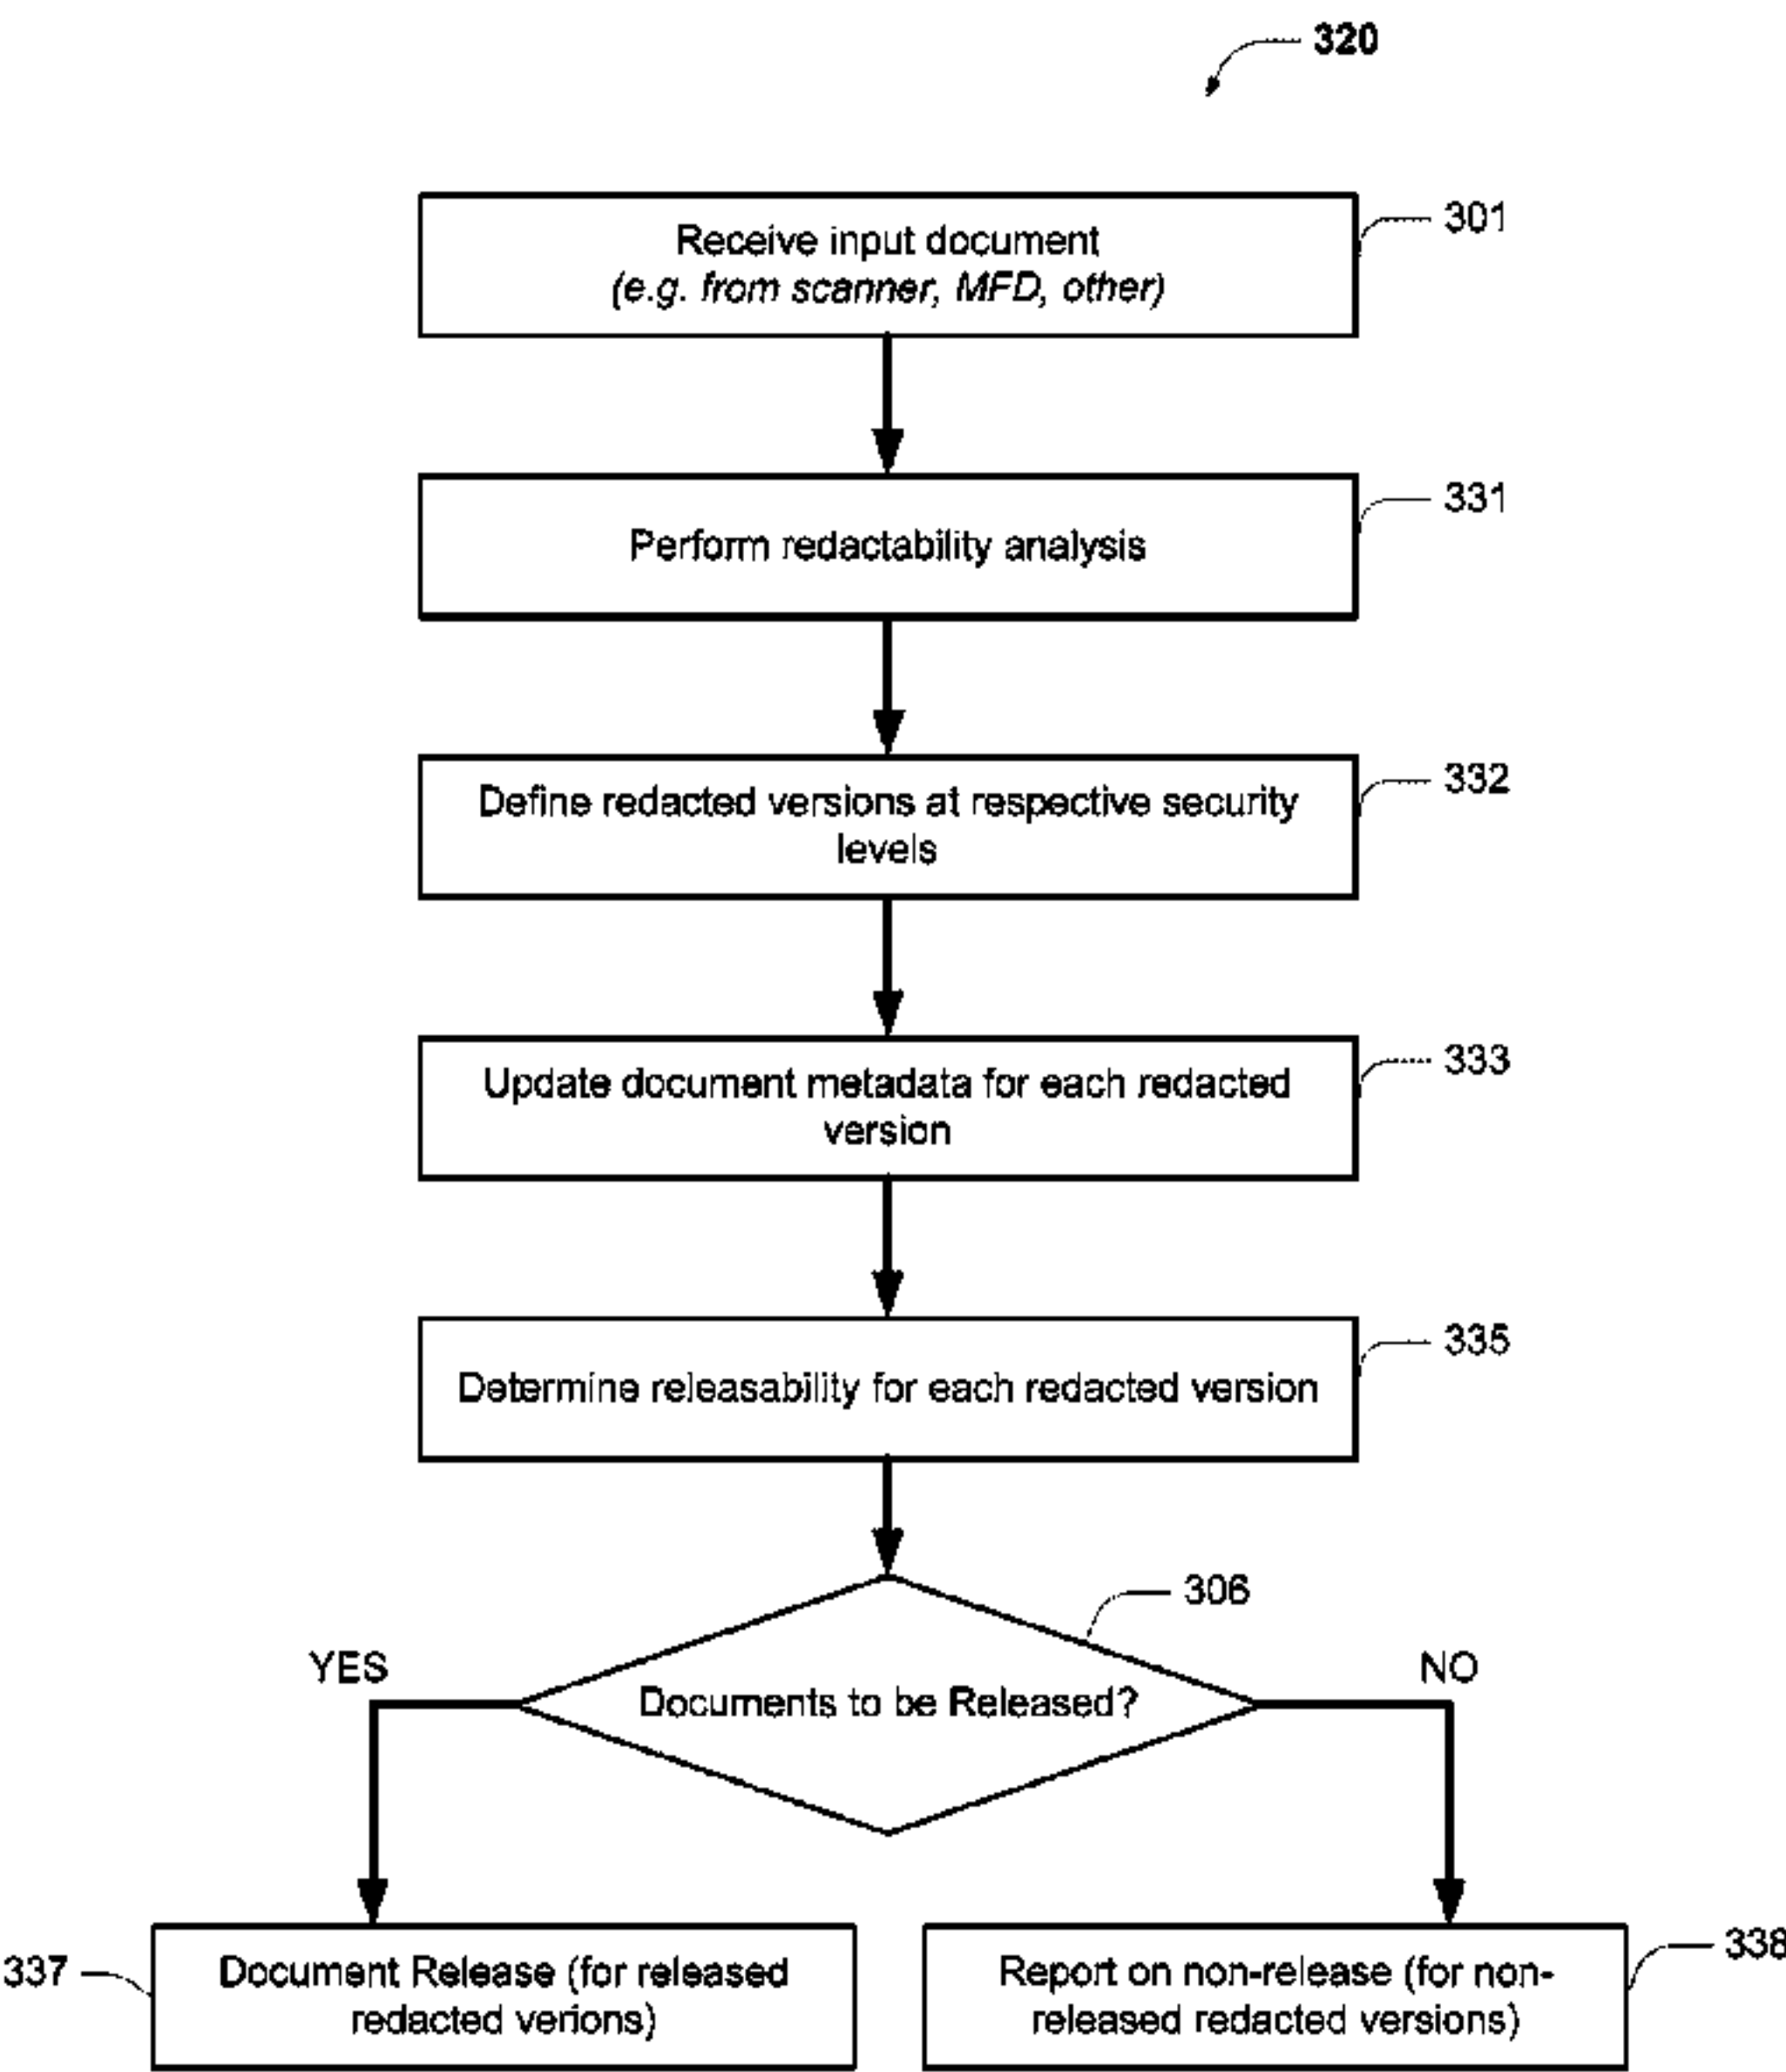 320
Receive input document
(e.g. from scanner, MFD, other)
301
Perform redactability analysis
331
Define redacted versions at respective security
levels
332
Update document metadata for each redacted
version
333
Determine releasability for each redacted version
335
306
YES
NO
Documents to be Released?
337
Document Release (for released
redacted verions)
Report on non-release (for non-
released redacted versions)
338